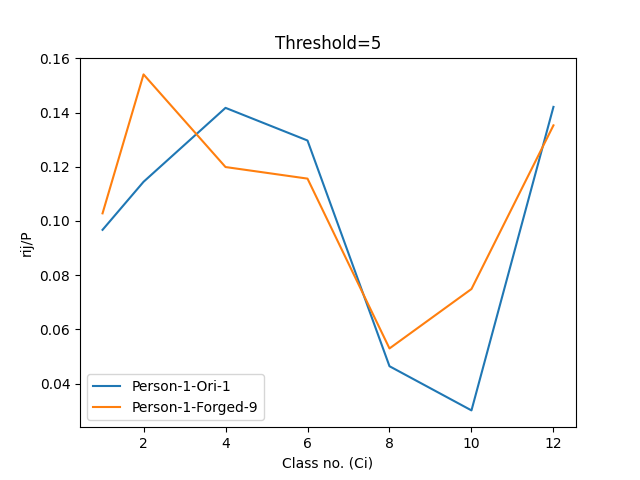 Threshold=5
0.16
0.14
0.12
0.10
0.08
0.06
0.04
rij/P
Person-1-Ori-1
Person-1-Forged-9
2 4 6 8 10 12
Class no. (Ci)